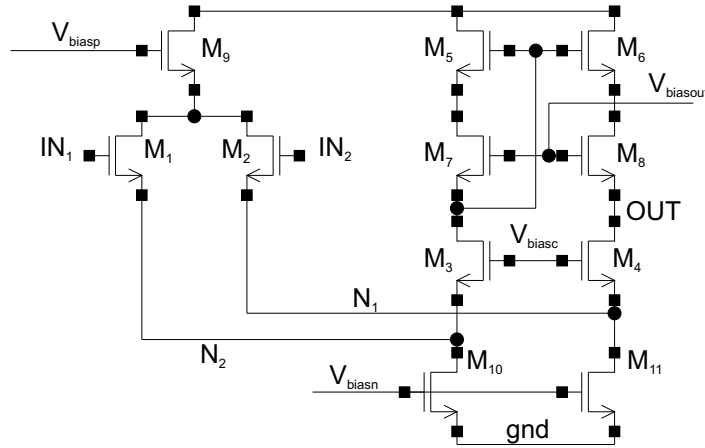 V_biasp
M_9
M_5
M_6
V_biasout
IN_1
M_1
M_2
IN_2
M_7
M_8
OUT
V_biasc
M_3
M_4
N_1
N_2
M_10
M_11
V_biasn
gnd